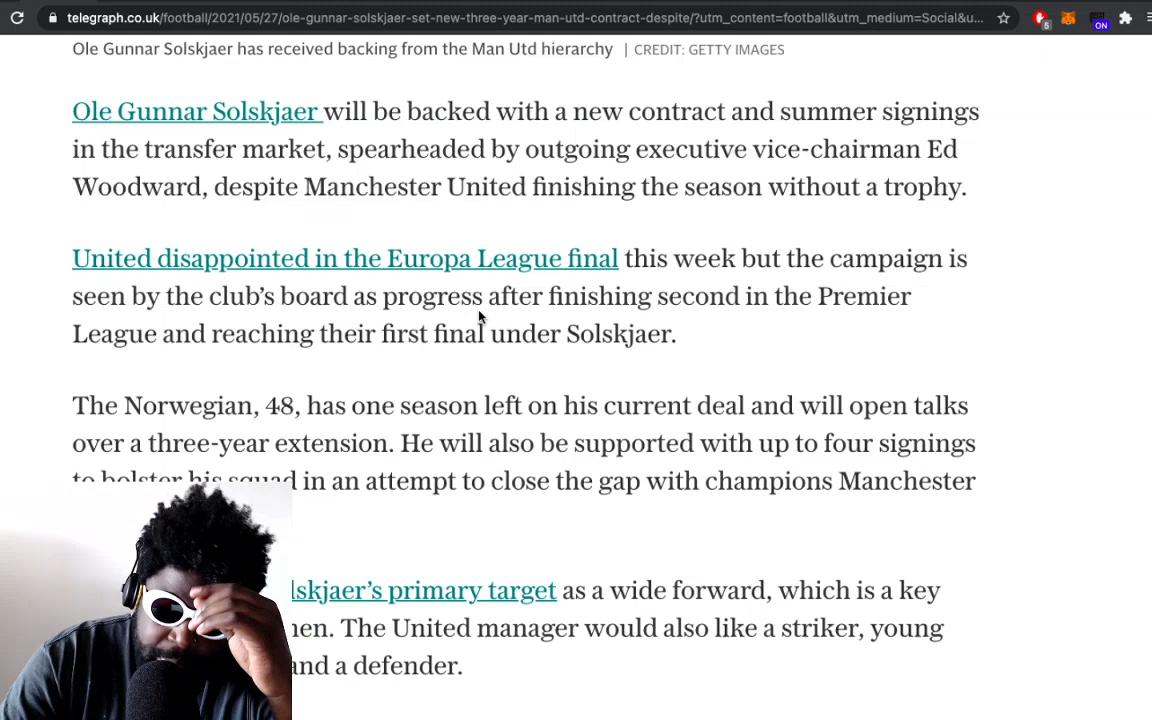 telegraph.co.uk/football/2021/05/27/ole-gunnar-solskjaer-set-new-three-year-man-utd-contract-despite/?utm_content=football&utm_medium=Social&u...
5
ON
Ole Gunnar Solskjaer has received backing from the Man Utd hierarchy | CREDIT: GETTY IMAGES
Ole Gunnar Solskjaer will be backed with a new contract and summer signings
in the transfer market, spearheaded by outgoing executive vice-chairman Ed
Woodward, despite Manchester United finishing the season without a trophy.
United disappointed in the Europa League final this week but the campaign is
seen by the club's board as progress after finishing second in the Premier
League and reaching their first final under Solskjaer.
The Norwegian, 48, has one season left on his current deal and will open talks
over a three-year extension. He will also be supported with up to four signings
to bolster his squad in an attempt to close the gap with champions Manchester
lskjaer's primary target as a wide forward, which is a key
nen. The United manager would also like a striker, young
and a defender.